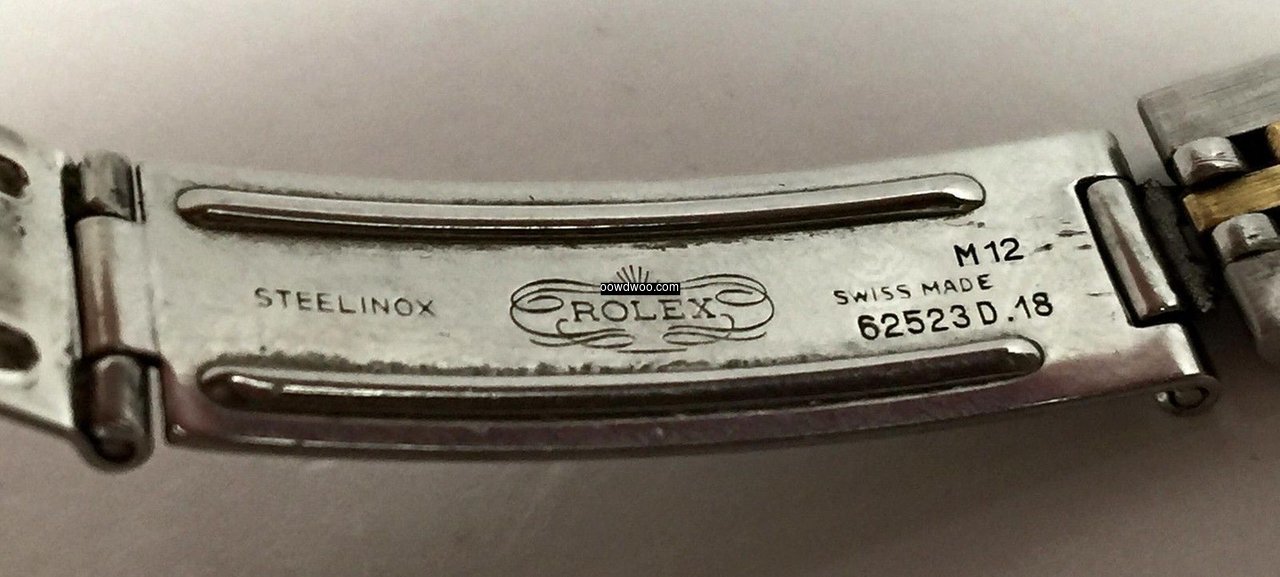 M12
STEELINOX
oowdwoo.com
ROLEX
SWISS MADE
62523D.18